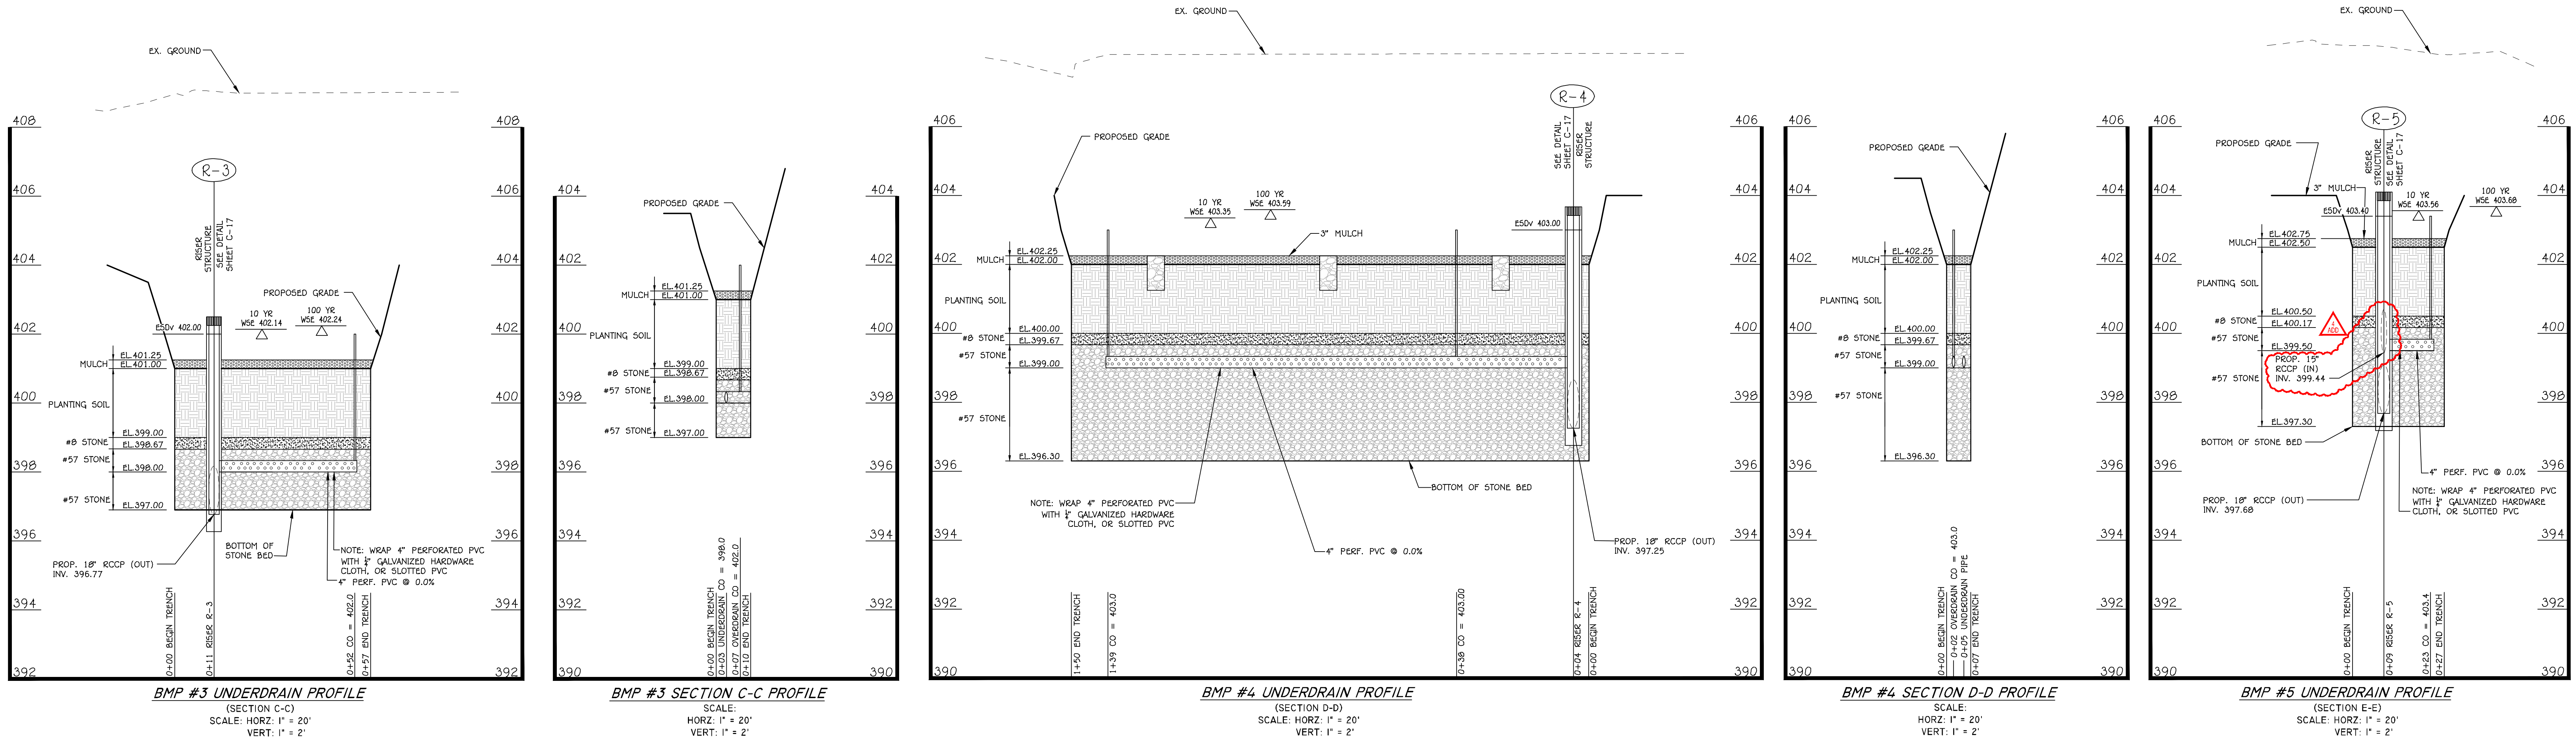 EX. GROUND
408
408
R-3
406
406
RISER
STRUCTURE
SEE DETAIL
SHEET C-17
404
404
PROPOSED GRADE
10 YR
WSE 402.14
100 YR
WSE 402.24
402
402
ESDv 402.00
EL.401.25
MULCH
EL.401.00
400
400
PLANTING SOIL
EL.399.00
#8 STONE
EL.398.67
#57 STONE
398
398
EL.398.00
#57 STONE
EL.397.00
396
396
BOTTOM OF
STONE BED
NOTE: WRAP 4" PERFORATED PVC
WITH ¼" GALVANIZED HARDWARE
CLOTH, OR SLOTTED PVC
4" PERF. PVC @ 0.0%
PROP. 18" RCCP (OUT)
INV. 396.77
394
394
0+00 BEGIN TRENCH
0+11 RISER R-3
0+52 CO = 402.0
0+57 END TRENCH
392
392
BMP #3 UNDERDRAIN PROFILE
(SECTION C-C)
SCALE: HORZ: 1" = 20'
VERT: 1" = 2'
404
404
PROPOSED GRADE
402
402
EL.401.25
MULCH
EL.401.00
400
400
PLANTING SOIL
EL.399.00
#8 STONE
EL.398.67
#57 STONE
398
398
EL.398.00
#57 STONE
EL.397.00
396
396
394
394
392
392
0+00 BEGIN TRENCH
0+03 UNDERDRAIN CO = 398.0
0+07 OVERDRAIN CO = 402.0
0+10 END TRENCH
390
390
BMP #3 SECTION C-C PROFILE
SCALE:
HORZ: 1" = 20'
VERT: 1" = 2'
EX. GROUND
R-4
406
406
PROPOSED GRADE
SEE DETAIL
SHEET C-17
RISER
STRUCTURE
404
404
10 YR
WSE 403.35
100 YR
WSE 403.59
ESDv 403.00
3" MULCH
EL.402.25
402
402
MULCH
EL.402.00
PLANTING SOIL
EL.400.00
400
400
#8 STONE
EL.399.67
#57 STONE
EL.399.00
398
398
#57 STONE
EL.396.30
396
396
BOTTOM OF STONE BED
NOTE: WRAP 4" PERFORATED PVC
WITH ¼" GALVANIZED HARDWARE
CLOTH, OR SLOTTED PVC
4" PERF. PVC @ 0.0%
PROP. 18" RCCP (OUT)
INV. 397.25
394
394
392
392
1+50 END TRENCH
1+39 CO = 403.0
0+38 CO = 403.00
0+04 RISER R-4
0+00 BEGIN TRENCH
390
390
BMP #4 UNDERDRAIN PROFILE
(SECTION D-D)
SCALE: HORZ: 1" = 20'
VERT: 1" = 2'
406
406
PROPOSED GRADE
404
404
EL.402.25
402
402
MULCH
EL.402.00
PLANTING SOIL
EL.400.00
400
400
#8 STONE
EL.399.67
#57 STONE
EL.399.00
398
398
#57 STONE
EL.396.30
396
396
394
394
392
392
0+00 BEGIN TRENCH
0+02 OVERDRAIN CO = 403.0
0+05 UNDERDRAIN PIPE
0+07 END TRENCH
390
390
BMP #4 SECTION D-D PROFILE
SCALE:
HORZ: 1" = 20'
VERT: 1" = 2'
EX. GROUND
R-5
406
406
PROPOSED GRADE
RISER
STRUCTURE
SEE DETAIL
SHEET C-17
3" MULCH
10 YR
WSE 403.56
100 YR
WSE 403.68
404
404
ESDv 403.40
EL.402.75
MULCH
EL.402.50
402
402
PLANTING SOIL
EL.400.50
#8 STONE
EL.400.17
4
ADD
400
400
#57 STONE
EL.399.50
PROP. 15"
RCCP (IN)
INV. 399.44
#57 STONE
398
398
EL.397.30
BOTTOM OF STONE BED
396
396
4" PERF. PVC @ 0.0%
NOTE: WRAP 4" PERFORATED PVC
WITH ¼" GALVANIZED HARDWARE
CLOTH, OR SLOTTED PVC
PROP. 18" RCCP (OUT)
INV. 397.68
394
394
392
392
0+00 BEGIN TRENCH
0+09 RISER R-5
0+23 CO = 403.4
0+27 END TRENCH
390
390
BMP #5 UNDERDRAIN PROFILE
(SECTION E-E)
SCALE: HORZ: 1" = 20'
VERT: 1" = 2'